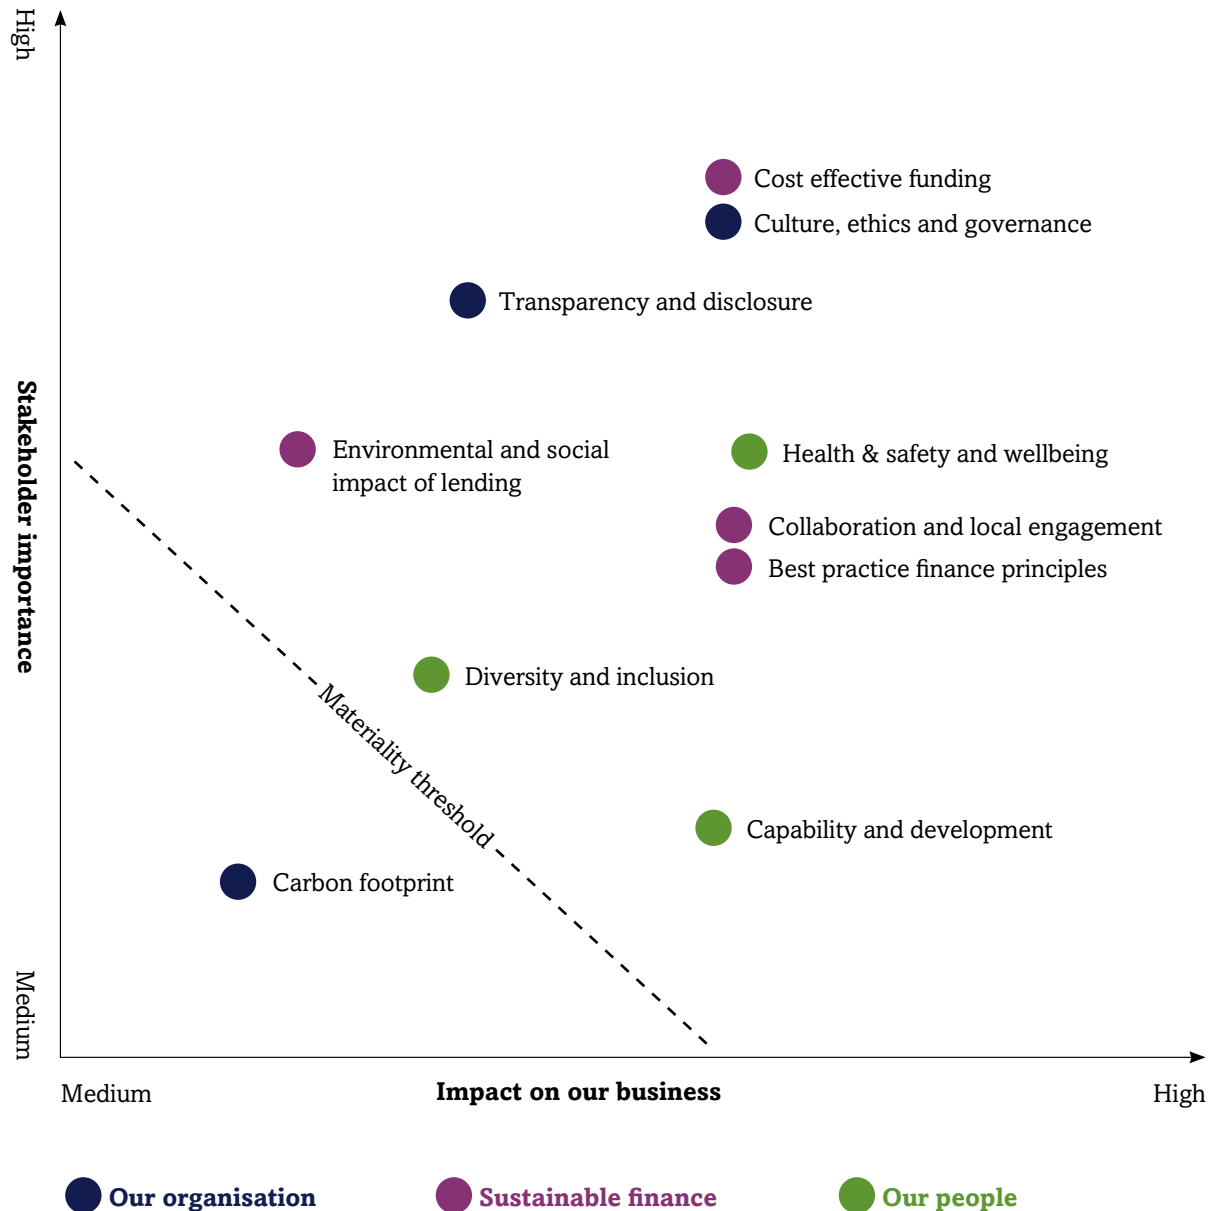 High
Cost effective funding
Culture, ethics and governance
Transparency and disclosure
Stakeholder importance
Environmental and social
impact of lending
Health & safety and wellbeing
Collaboration and local engagement
Best practice finance principles
Diversity and inclusion
Materiality threshold
Capability and development
Carbon footprint
Medium
Medium
Impact on our business
High
Our organisation
Sustainable finance
Our people